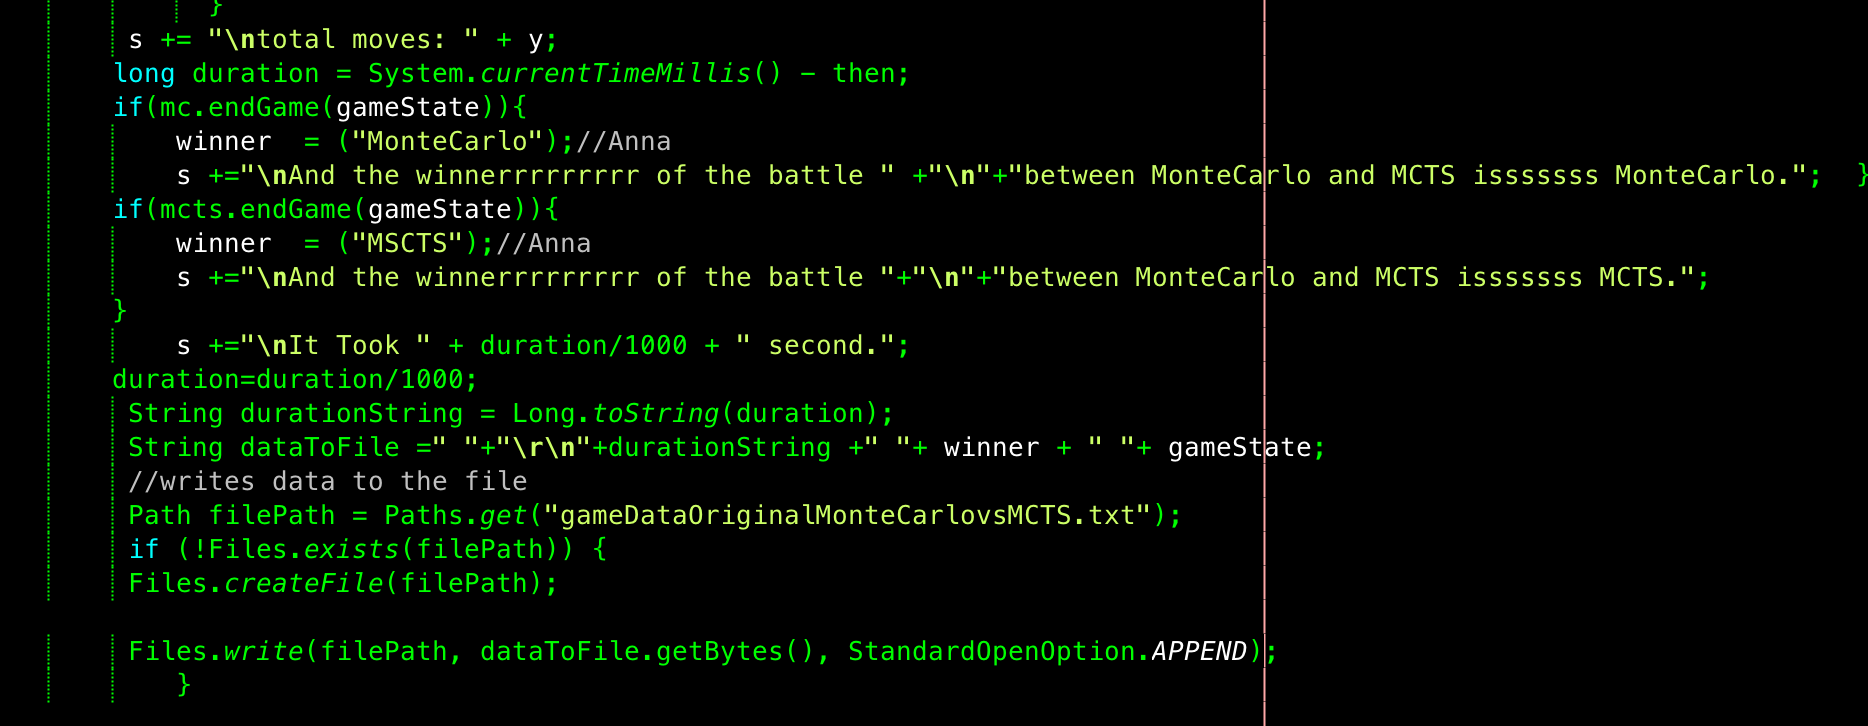 }
s += "\ntotal moves: " + y;
long duration = System.currentTimeMillis() – then;
if(mc.endGame(gameState)){
winner  = ("MonteCarlo");//Anna
s +="\nAnd the winnerrrrrrrrr of the battle " +"\n"+"between MonteCarlo and MCTS isssssss MonteCarlo.";  }
if(mcts.endGame(gameState)){
winner  = ("MSCTS");//Anna
s +="\nAnd the winnerrrrrrrrr of the battle "+"\n"+"between MonteCarlo and MCTS isssssss MCTS.";
}
s +="\nIt Took " + duration/1000 + " second.";
duration=duration/1000;
String durationString = Long.toString(duration);
String dataToFile =" "+"\r\n"+durationString +" "+ winner + " "+ gameState;
//writes data to the file
Path filePath = Paths.get("gameDataOriginalMonteCarlovsMCTS.txt");
if (!Files.exists(filePath)) {
Files.createFile(filePath);
Files.write(filePath, dataToFile.getBytes(), StandardOpenOption.APPEND);
}